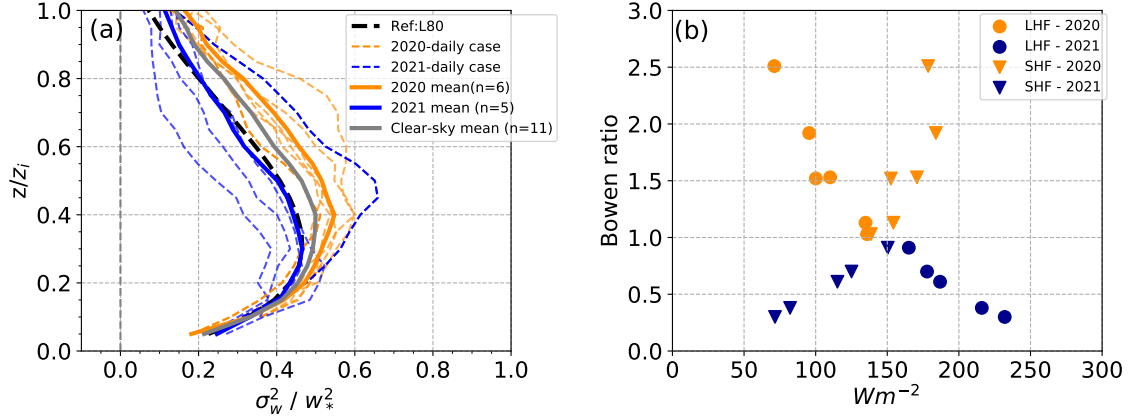 (a)
Ref:L80
2020-daily case
2021-daily case
2020 mean(n=6)
2021 mean (n=5)
Clear-sky mean (n=11)
1.0
0.8
0.6
0.4
0.2
0.0
z/z_i
0.0 0.2 0.4 0.6 0.8 1.0
σ_w^2 / w_*^2
(b)
LHF - 2020
LHF - 2021
SHF - 2020
SHF - 2021
3.0
2.5
2.0
1.5
1.0
0.5
0.0
Bowen ratio
0 50 100 150 200 250 300
Wm^{-2}